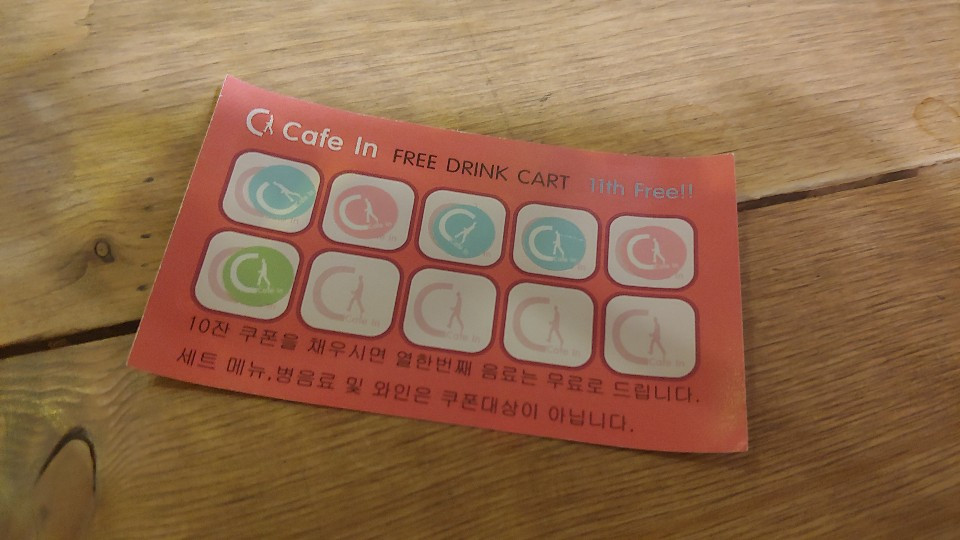 Cafe In FREE DRINK CART 11th Free!!
10잔 쿠폰을 채우시면 열한번째 음료는 무료로 드립니다.
세트 메뉴,병음료 및 와인은 쿠폰대상이 아닙니다.